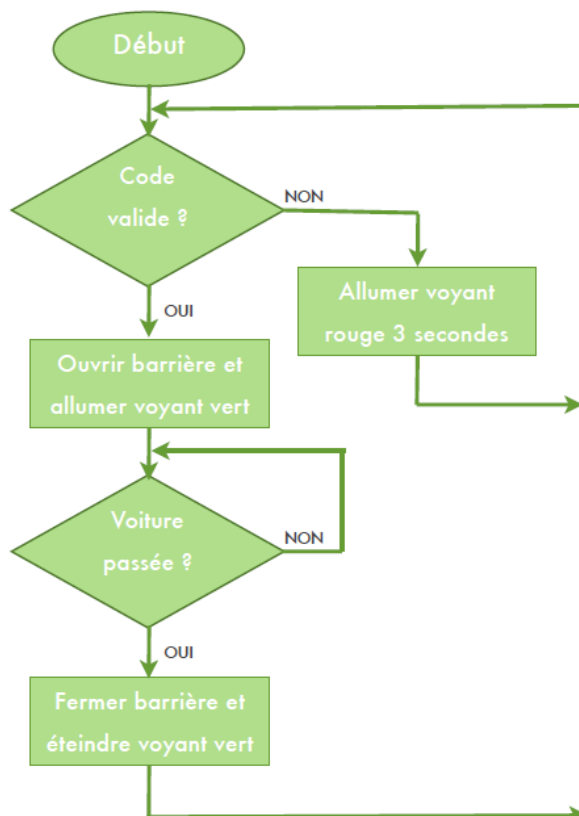 Début
Code
valide ?
NON
OUI
Allumer voyant
rouge 3 secondes
Ouvrir barrière et
allumer voyant vert
Voiture
passée ?
NON
OUI
Fermer barrière et
éteindre voyant vert